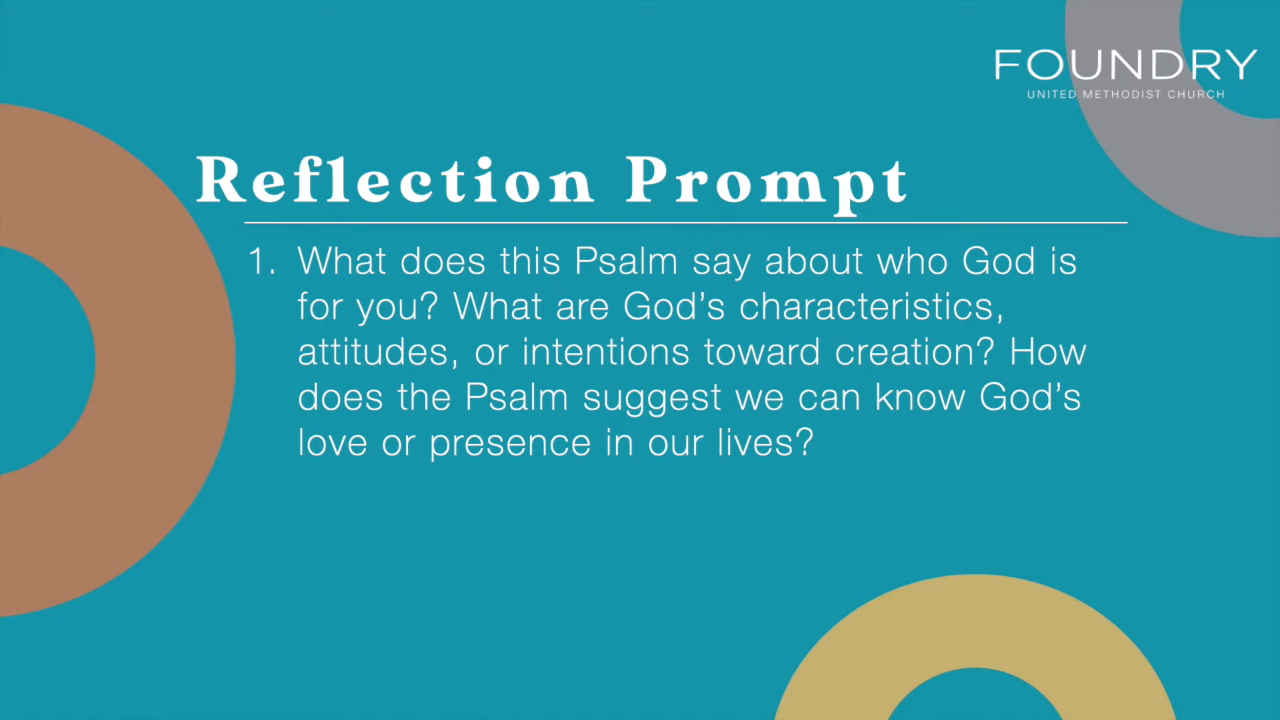 FOUNDRY
UNITED METHODIST CHURCH
Reflection Prompt
1. What does this Psalm say about who God is
for you? What are God’s characteristics,
attitudes, or intentions toward creation? How
does the Psalm suggest we can know God’s
love or presence in our lives?